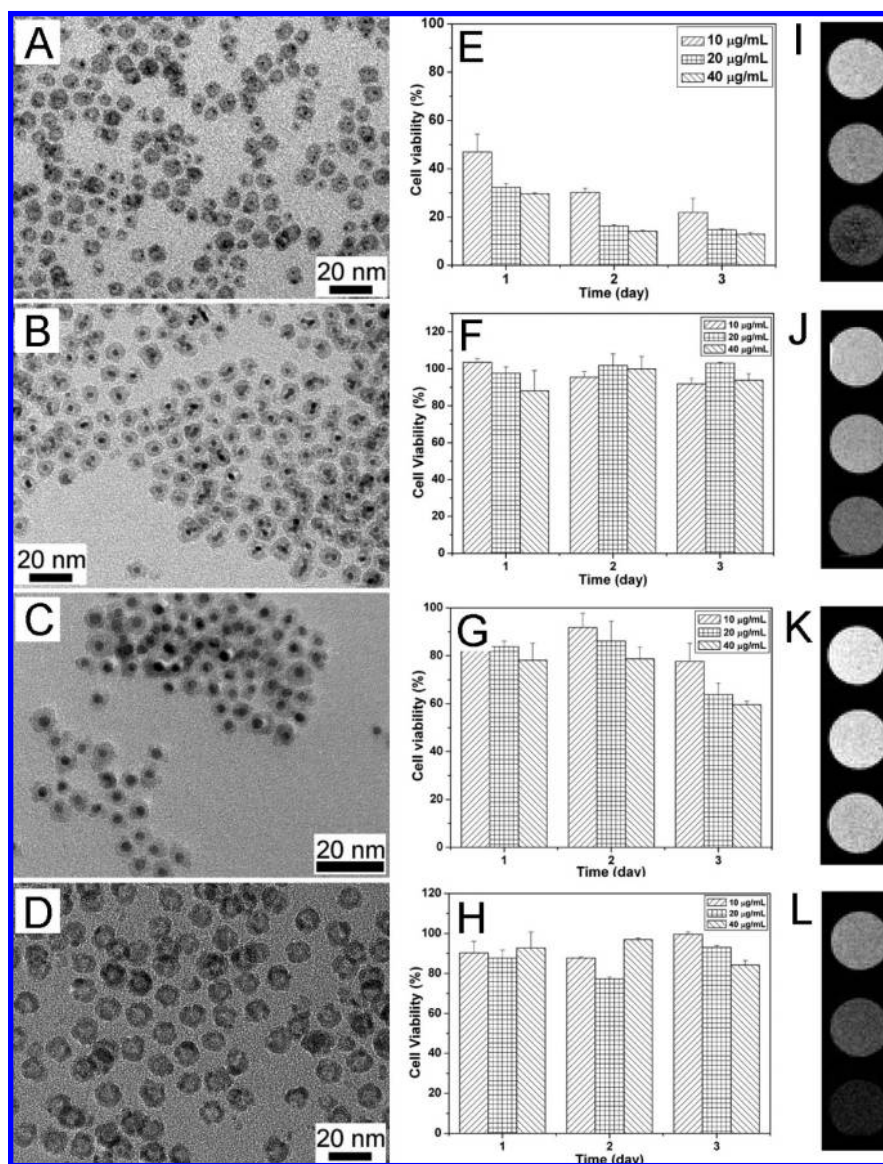 A
20 nm
B
20 nm
C
20 nm
D
20 nm
E
10 μg/mL
20 μg/mL
40 μg/mL
Cell viability (%)
100
80
60
40
20
0
1 2 3
Time (day)
F
10 μg/mL
20 μg/mL
40 μg/mL
Cell Viability (%)
120
100
80
60
40
20
0
1 2 3
Time (day)
G
10 μg/mL
20 μg/mL
40 μg/mL
Cell viability (%)
100
80
60
40
80
60
0
1 2 3
Time (day)
H
10 μg/mL
20 μg/mL
40 μg/mL
Cell Viability (%)
120
100
80
60
40
20
0
1 2 3
Time (day)
I
J
K
L